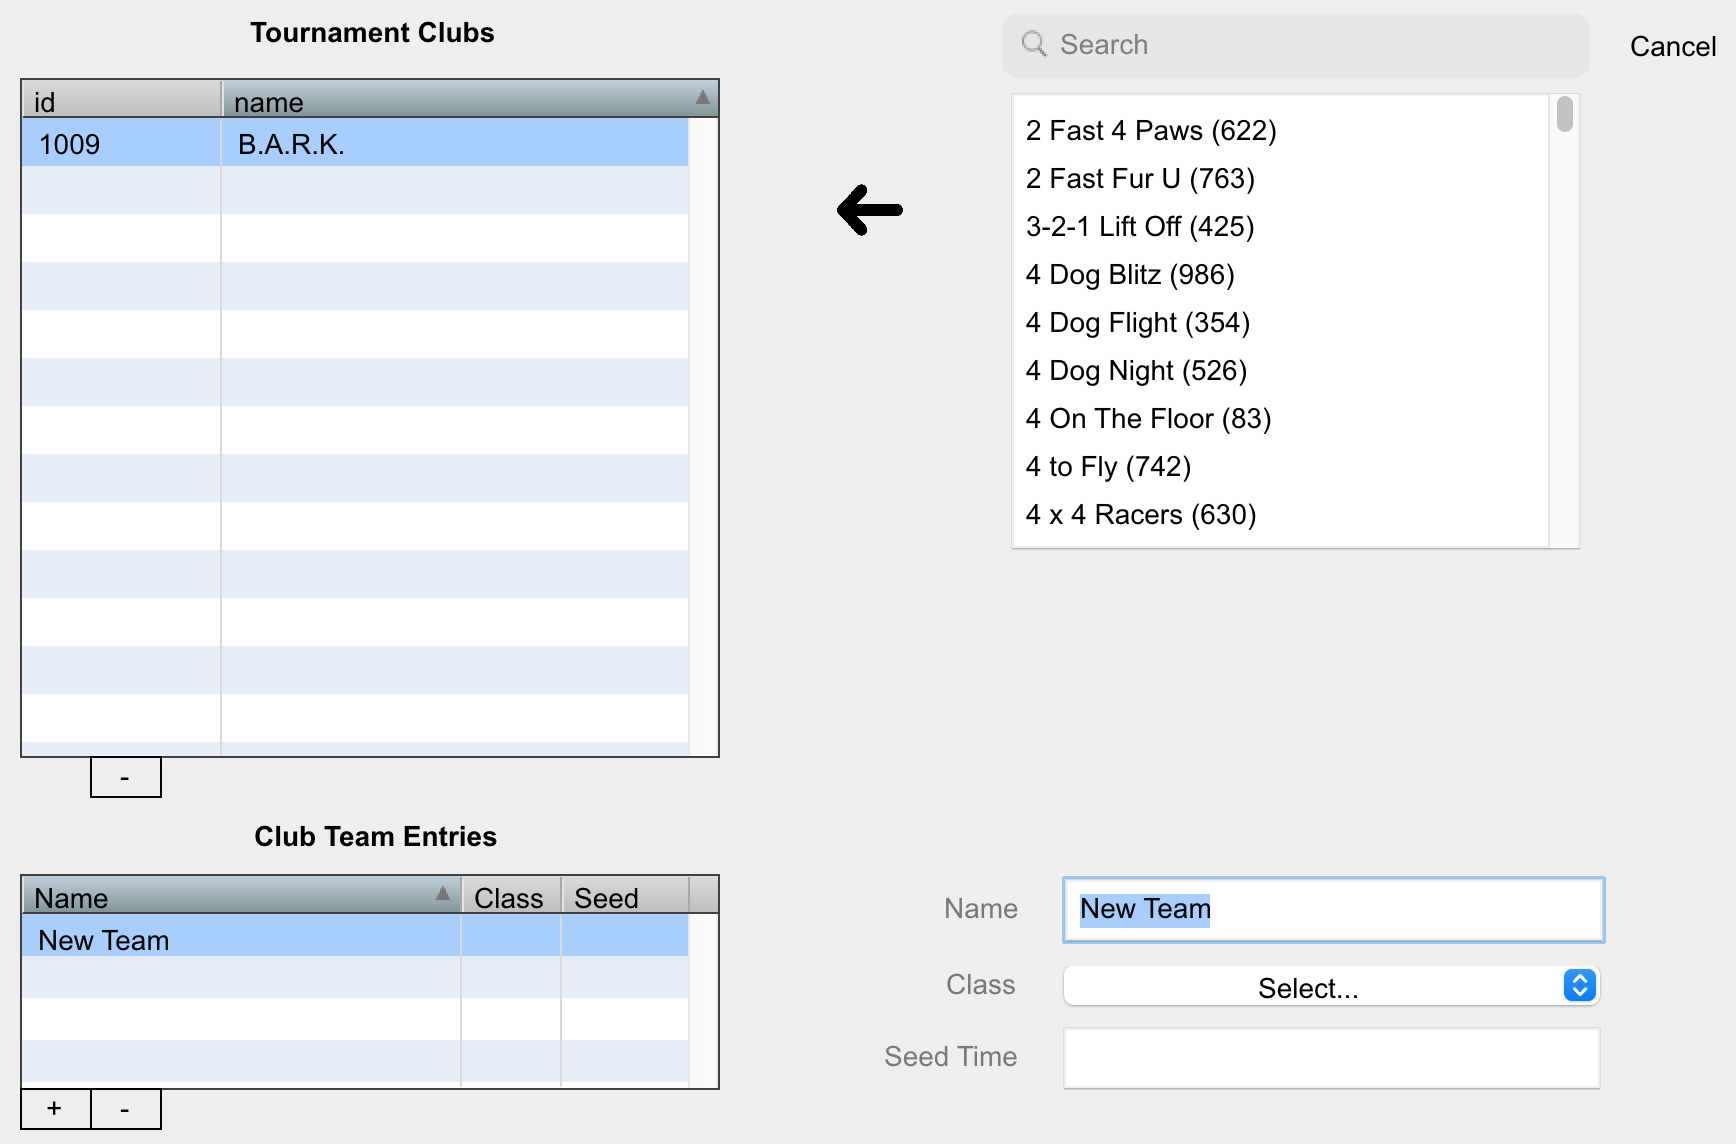 Tournament Clubs
id name
1009 B.A.R.K.
-
Search
Cancel
2 Fast 4 Paws (622)
2 Fast Fur U (763)
3-2-1 Lift Off (425)
4 Dog Blitz (986)
4 Dog Flight (354)
4 Dog Night (526)
4 On The Floor (83)
4 to Fly (742)
4 x 4 Racers (630)
Club Team Entries
Name Class Seed
New Team
+ -
Name New Team
Class Select...
Seed Time